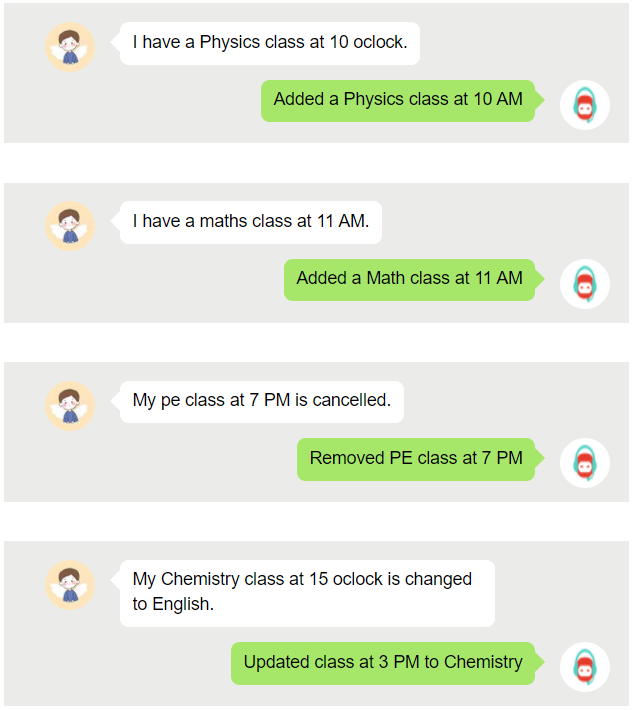 I have a Physics class at 10 oclock.
Added a Physics class at 10 AM
I have a maths class at 11 AM.
Added a Math class at 11 AM
My pe class at 7 PM is cancelled.
Removed PE class at 7 PM
My Chemistry class at 15 oclock is changed
to English.
Updated class at 3 PM to Chemistry